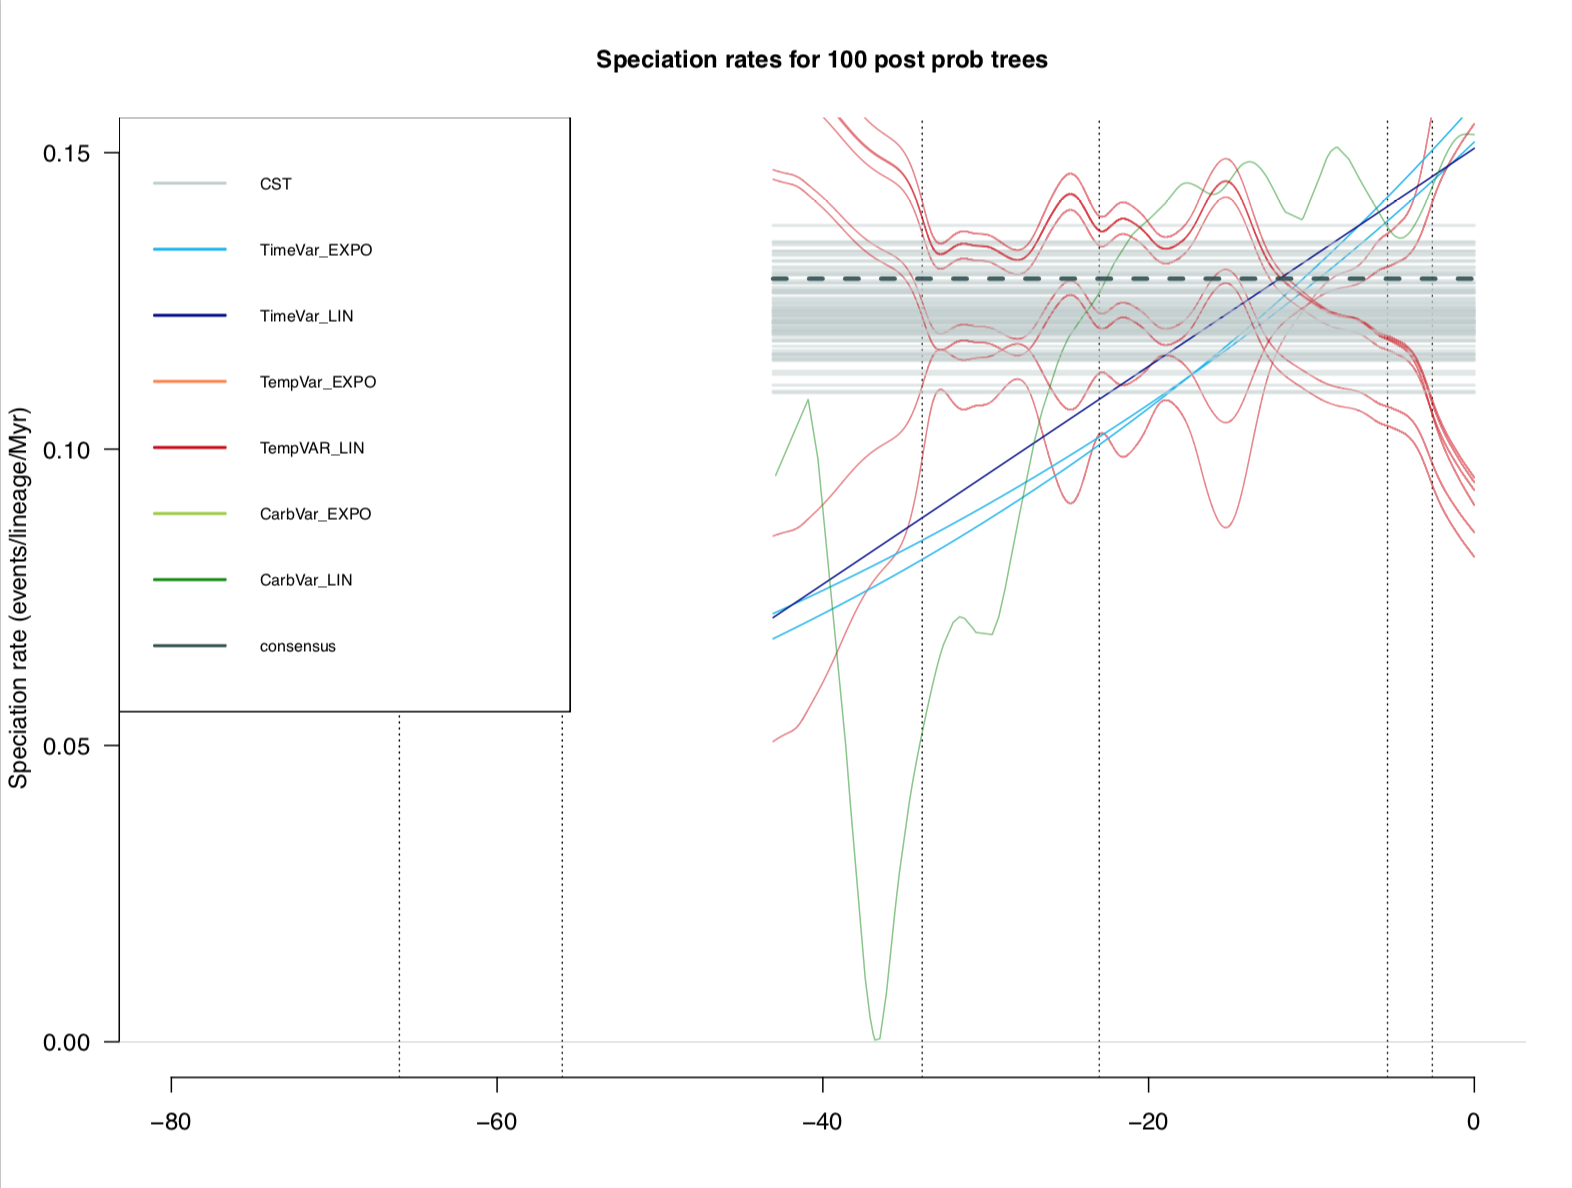 Speciation rates for 100 post prob trees
Speciation rate (events/lineage/Myr)
0.15
0.10
0.05
0.00
CST
TimeVar_EXPO
TimeVar_LIN
TempVar_EXPO
TempVAR_LIN
CarbVar_EXPO
CarbVar_LIN
consensus
−80 −60 −40 −20 0